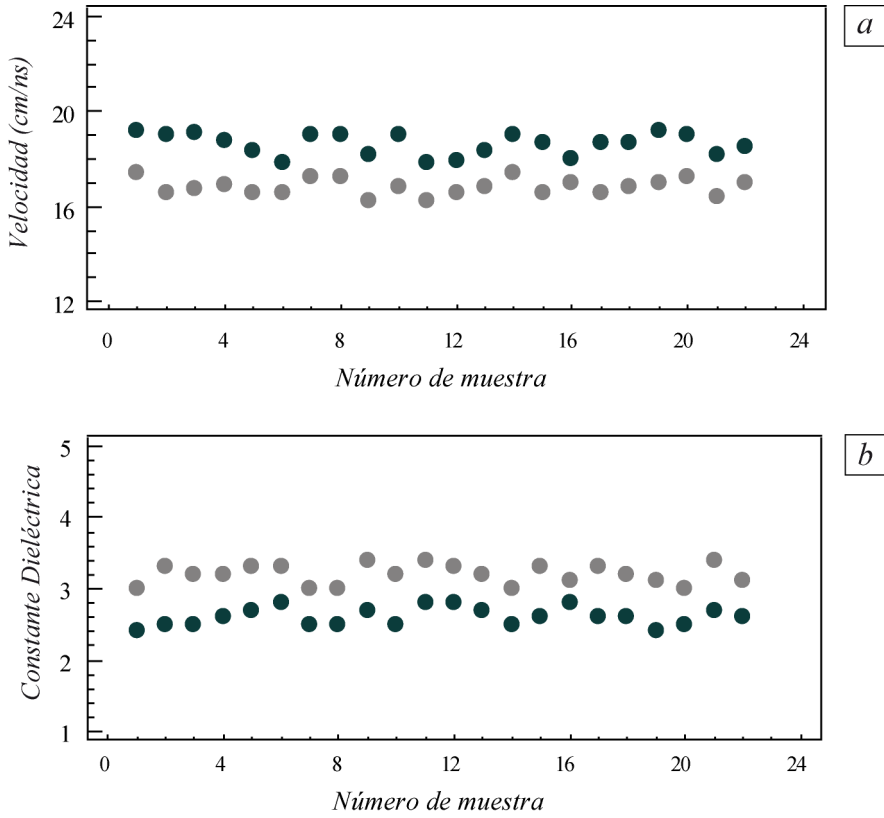 a
24
20
16
12
Velocidad (cm/ns)
0 4 8 12 16 20 24
Número de muestra
b
5
4
3
2
1
Constante Dieléctrica
0 4 8 12 16 20 24
Número de muestra